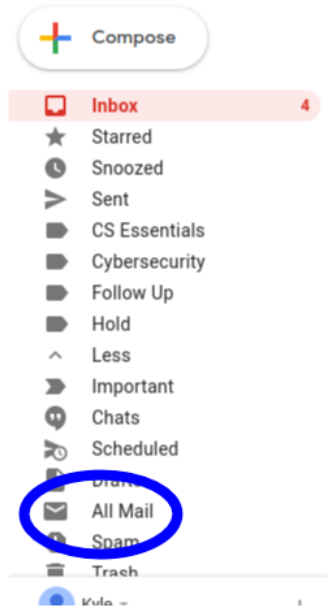 Compose
Inbox 4
Starred
Snoozed
Sent
CS Essentials
Cybersecurity
Follow Up
Hold
Less
Important
Chats
Scheduled
Drafts
All Mail
Spam
Trash
Kyle